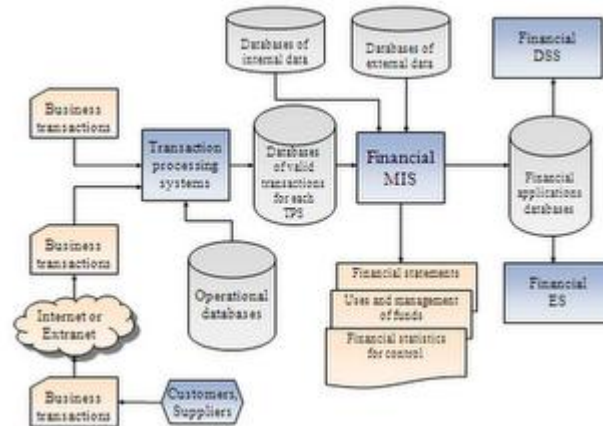 Databases of
internal data
Databases of
external data
Financial
DSS
Business
transactions
Transaction
processing
systems
Databases
of valid
transactions
for each
TPS
Financial
MIS
Financial
applications
databases
Business
transactions
Operational
databases
Internet or
Extranet
Financial statements
Uses and management
of funds
Financial statistics
for control
Financial
ES
Business
transactions
Customers,
Suppliers